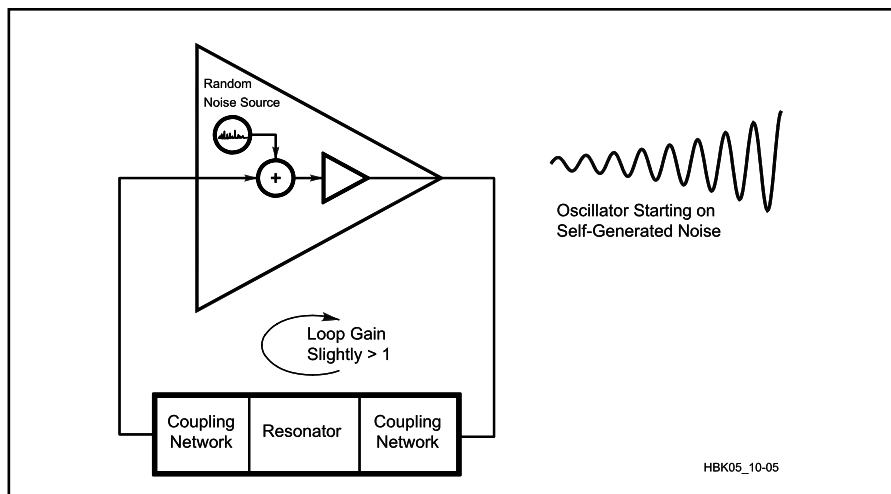 Random
Noise Source
+
Oscillator Starting on
Self-Generated Noise
Loop Gain
Slightly > 1
Coupling
Network
Resonator
Coupling
Network
HBK05_10-05